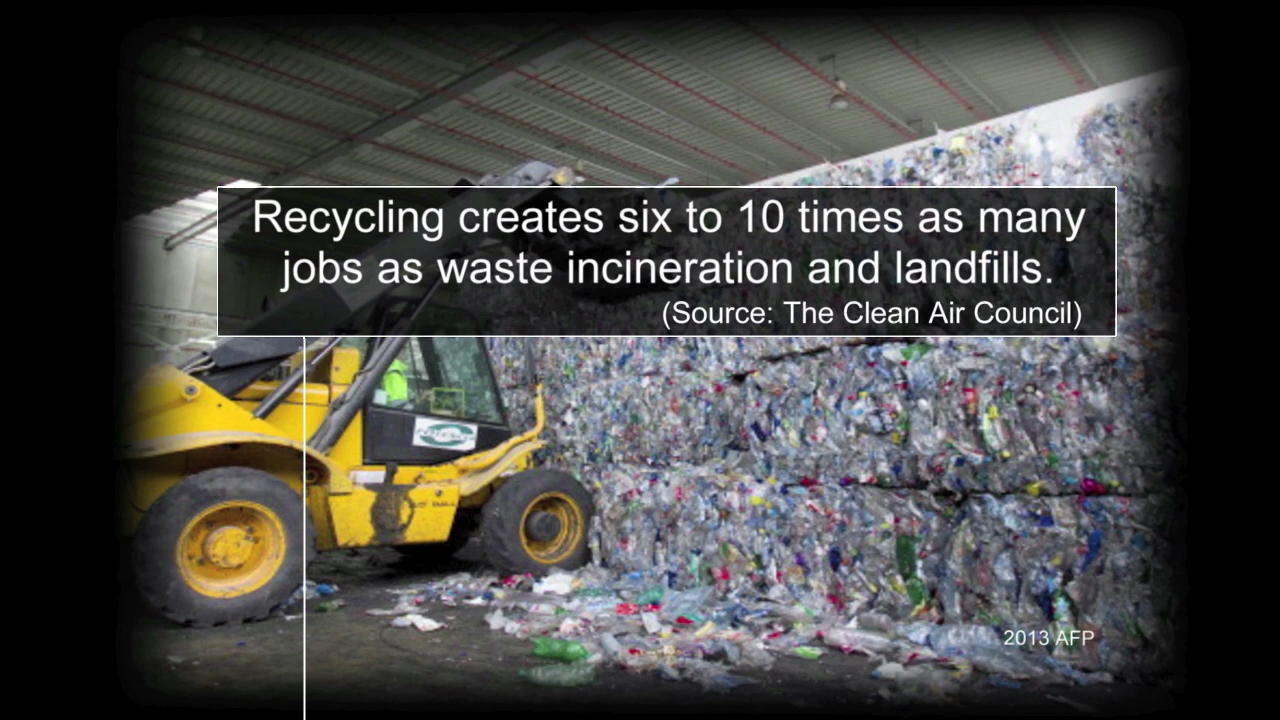 Recycling creates six to 10 times as many
jobs as waste incineration and landfills.
(Source: The Clean Air Council)
2013 AFP